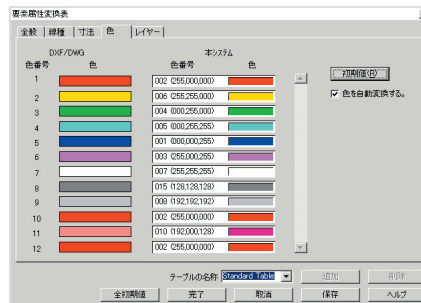 要素属性変換表
全般 線種 寸法 色 レイヤー
DXF/DWG 本システム
色番号 色 色番号 色
1 002 (255,000,000)
2 006 (255,255,000)
3 004 (000,255,000)
4 005 (000,255,255)
5 001 (000,000,255)
6 003 (255,000,255)
7 007 (255,255,255)
8 015 (128,128,128)
9 008 (192,192,192)
10 002 (255,000,000)
11 010 (192,000,128)
12 002 (255,000,000)
初期値(R)
色を自動変換する。
テーブルの名称 Standard Table 追加 削除
全初期値 完了 取消 保存 ヘルプ